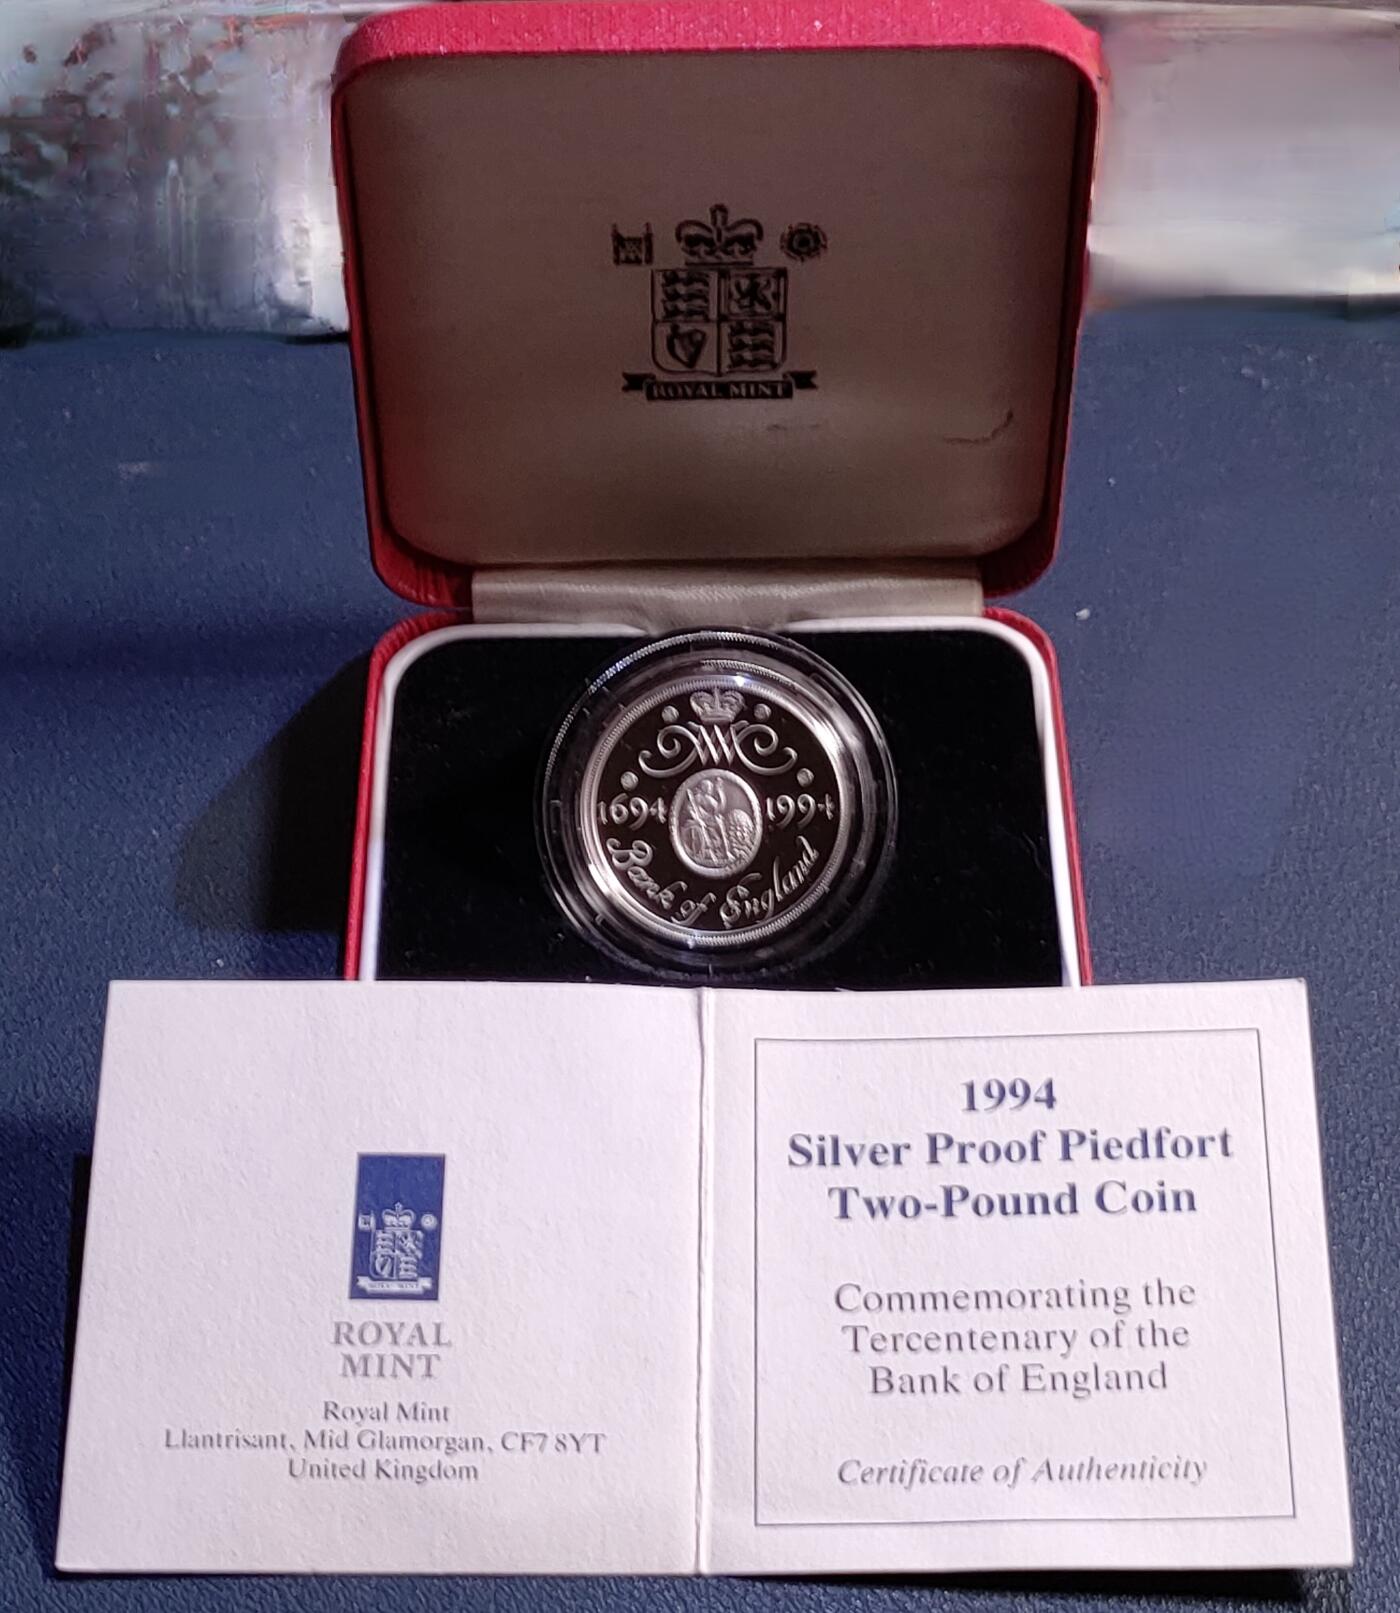 ROYAL MINT
1694 1994
Bank of England
ROYAL
MINT
Royal Mint
Llantrisant, Mid Glamorgan, CF7 8YT
United Kingdom
1994
Silver Proof Piedfort
Two-Pound Coin
Commemorating the
Tercentenary of the
Bank of England
Certificate of Authenticity